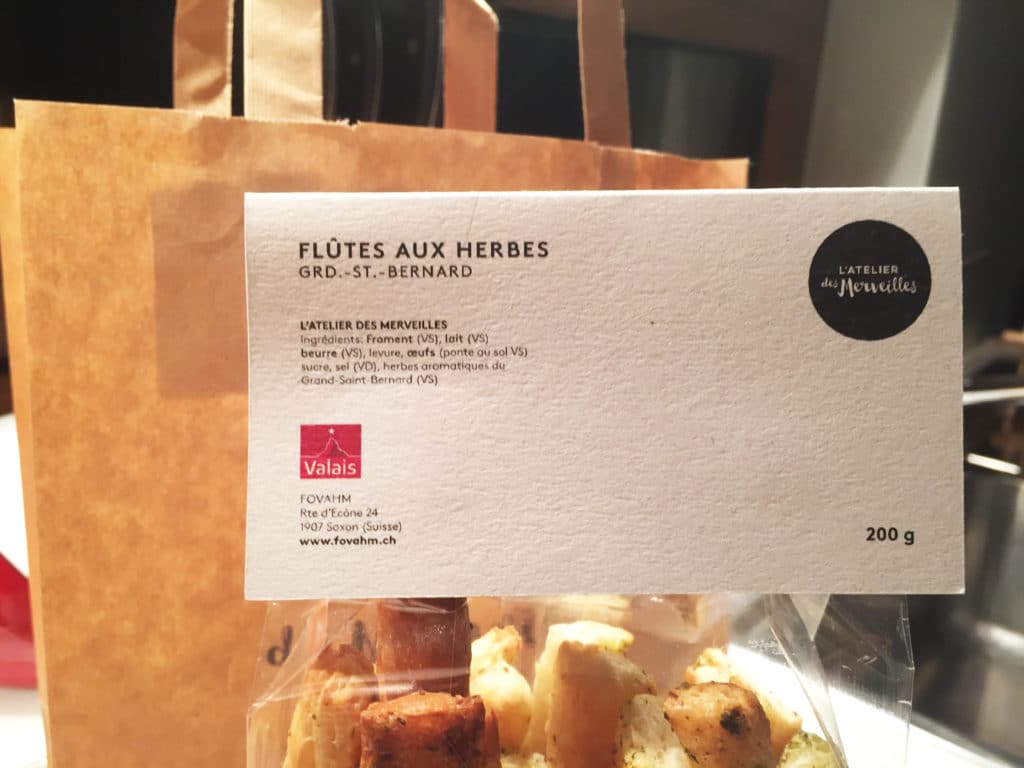 FLÛTES AUX HERBES
GRD.-ST.-BERNARD
L'ATELIER
des Merveilles
L'ATELIER DES MERVEILLES
Ingrédients: Froment (VS), lait (VS)
beurre (VS), levure, œufs (ponte au sol VS)
sucre, sel (VD), herbes aromatiques du
Grand-Saint-Bernard (VS)
Valais
FOVAHM
Rte d'Ecône 24
1907 Saxon (Suisse)
www.fovahm.ch
200 g